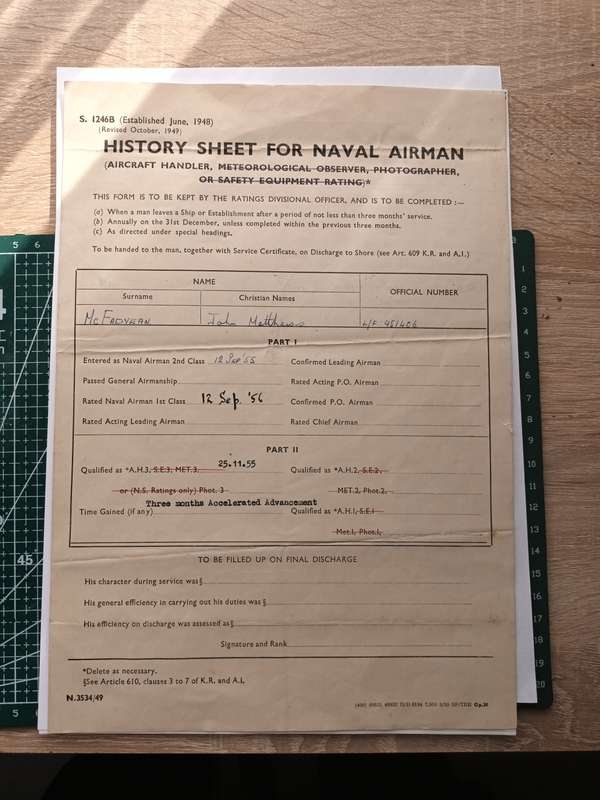 S. 1246B (Established June, 1948)
(Revised October, 1949)
HISTORY SHEET FOR NAVAL AIRMAN
(AIRCRAFT HANDLER, METEOROLOGICAL OBSERVER, PHOTOGRAPHER,
OR SAFETY EQUIPMENT RATING)*
THIS FORM IS TO BE KEPT BY THE RATINGS DIVISIONAL OFFICER, AND IS TO BE COMPLETED :—
(a) When a man leaves a Ship or Establishment after a period of not less than three months' service.
(b) Annually on the 31st December, unless completed within the previous three months.
(c) As directed under special headings.
To be handed to the man, together with Service Certificate, on Discharge to Shore (see Art. 609 K.R. and A.I.)
NAME
OFFICIAL NUMBER
Surname Christian Names
McFADYEAN John Matthews L/F 951406
PART I
Entered as Naval Airman 2nd Class 12 Sep '55 Confirmed Leading Airman
Passed General Airmanship Rated Acting P.O. Airman
Rated Naval Airman 1st Class 12 Sep. '56 Confirmed P.O. Airman
Rated Acting Leading Airman Rated Chief Airman
PART II
25.11.55
Qualified as *A.H.3, S.E.3, MET.3, Qualified as *A.H.2, S.E.2,
or (N.S. Ratings only) Phot. 3 MET.2, Phot.2,
Three months Accelerated Advancement
Time Gained (if any) Qualified as *A.H.1, S.E.1
Met.1, Phot.1,
TO BE FILLED UP ON FINAL DISCHARGE
His character during service was §
His general efficiency in carrying out his duties was §
His efficiency on discharge was assessed as §
Signature and Rank
*Delete as necessary.
§See Article 610, clauses 3 to 7 of K.R. and A.I.
N.3534/49
Gp.38